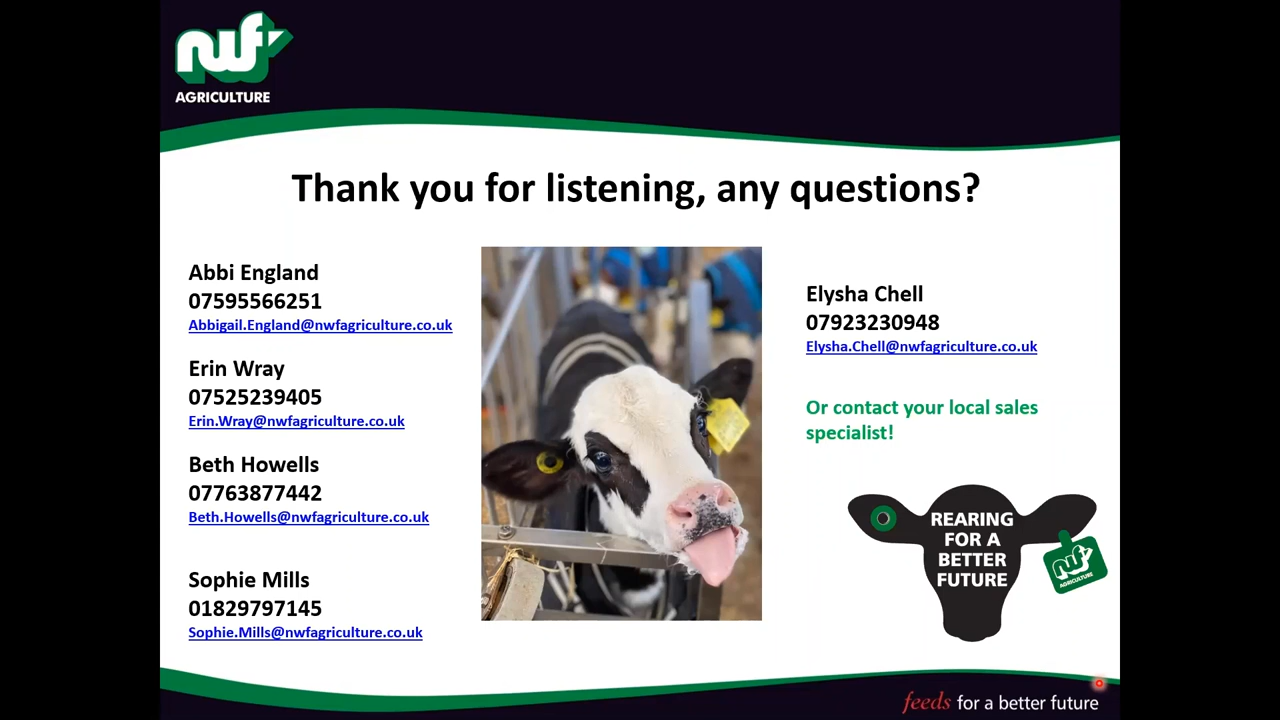 nwf
AGRICULTURE
Thank you for listening, any questions?
Abbi England
07595566251
Abbigail.England@nwfagriculture.co.uk
Erin Wray
07525239405
Erin.Wray@nwfagriculture.co.uk
Beth Howells
07763877442
Beth.Howells@nwfagriculture.co.uk
Sophie Mills
01829797145
Sophie.Mills@nwfagriculture.co.uk
Elysha Chell
07923230948
Elysha.Chell@nwfagriculture.co.uk
Or contact your local sales
specialist!
REARING
FOR A
BETTER
FUTURE
nwf
AGRICULTURE
feeds for a better future